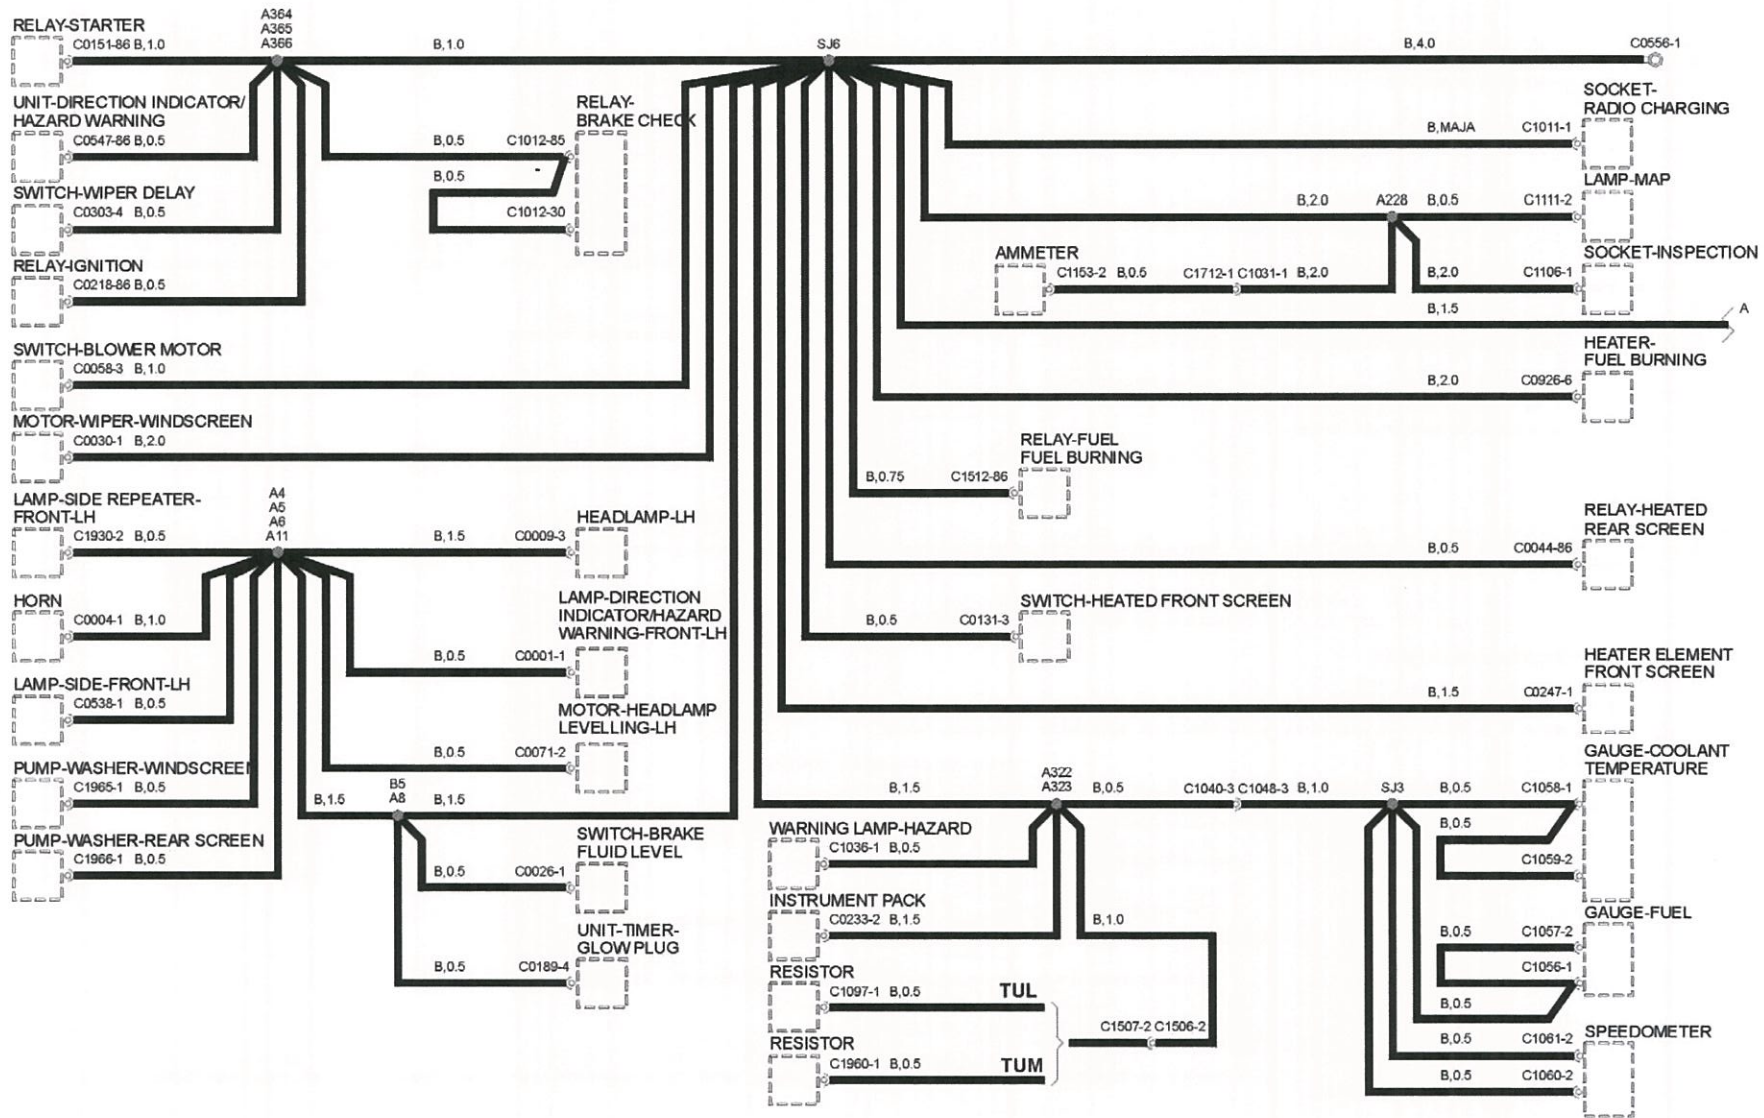 RELAY-STARTER
C0151-86 B,1.0
A364
A365
A366
B,1.0
SJ6
B,4.0
C0556-1
UNIT-DIRECTION INDICATOR/
HAZARD WARNING
C0547-86 B,0.5
SWITCH-WIPER DELAY
C0303-4 B,0.5
RELAY-IGNITION
C0218-86 B,0.5
RELAY-
BRAKE CHECK
B,0.5
C1012-85
B,0.5
C1012-30
SWITCH-BLOWER MOTOR
C0058-3 B,1.0
MOTOR-WIPER-WINDSCREEN
C0030-1 B,2.0
LAMP-SIDE REPEATER-
FRONT-LH
C1930-2 B,0.5
A4
A5
A6
A11
B,1.5
C0009-3
HEADLAMP-LH
HORN
C0004-1 B,1.0
LAMP-SIDE-FRONT-LH
C0538-1 B,0.5
PUMP-WASHER-WINDSCREEN
C1965-1 B,0.5
PUMP-WASHER-REAR SCREEN
C1966-1 B,0.5
LAMP-DIRECTION
INDICATOR/HAZARD
WARNING-FRONT-LH
B,0.5
C0001-1
MOTOR-HEADLAMP
LEVELLING-LH
B,0.5
C0071-2
B,1.5
B5
A8
B,1.5
SWITCH-BRAKE
FLUID LEVEL
B,0.5
C0026-1
UNIT-TIMER-
GLOW PLUG
B,0.5
C0189-4
SOCKET-
RADIO CHARGING
B,MAJA
C1011-1
LAMP-MAP
B,2.0
A228
B,0.5
C1111-2
AMMETER
C1153-2 B,0.5
C1712-1 C1031-1 B,2.0
SOCKET-INSPECTION
B,2.0
C1106-1
B,1.5
A
HEATER-
FUEL BURNING
B,2.0
C0926-6
RELAY-FUEL
FUEL BURNING
B,0.75
C1512-86
RELAY-HEATED
REAR SCREEN
B,0.5
C0044-86
SWITCH-HEATED FRONT SCREEN
B,0.5
C0131-3
HEATER ELEMENT
FRONT SCREEN
B,1.5
C0247-1
B,1.5
A322
A323
B,0.5
C1040-3 C1048-3 B,1.0
SJ3
GAUGE-COOLANT
TEMPERATURE
B,0.5
C1058-1
B,0.5
C1059-2
WARNING LAMP-HAZARD
C1036-1 B,0.5
INSTRUMENT PACK
C0233-2 B,1.5
B,1.0
RESISTOR
C1097-1 B,0.5
TUL
C1507-2 C1506-2
RESISTOR
C1960-1 B,0.5
TUM
GAUGE-FUEL
B,0.5
C1057-2
C1056-1
B,0.5
SPEEDOMETER
B,0.5
C1061-2
B,0.5
C1060-2